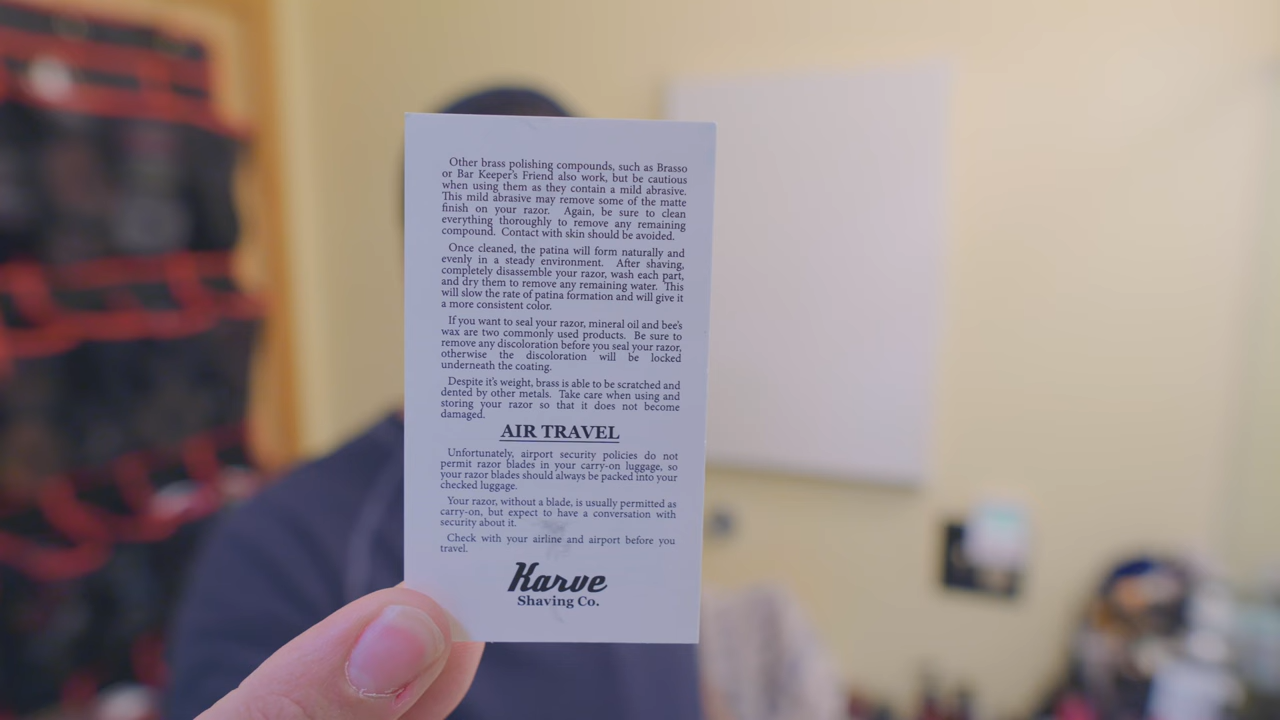 Other brass polishing compounds, such as Brasso
or Bar Keeper's Friend also work, but be cautious
when using them as they contain a mild abrasive.
This mild abrasive may remove some of the matte
finish on your razor. Again, be sure to clean
everything thoroughly to remove any remaining
compound. Contact with skin should be avoided.
Once cleaned, the patina will form naturally and
evenly in a steady environment. After shaving,
completely disassemble your razor, wash each part,
and dry them to remove any remaining water. This
will slow the rate of patina formation and will give it
a more consistent color.
If you want to seal your razor, mineral oil and bee's
wax are two commonly used products. Be sure to
remove any discoloration before you seal your razor,
otherwise the discoloration will be locked
underneath the coating.
Despite it's weight, brass is able to be scratched and
dented by other metals. Take care when using and
storing your razor so that it does not become
damaged.
AIR TRAVEL
Unfortunately, airport security policies do not
permit razor blades in your carry-on luggage, so
your razor blades should always be packed into your
checked luggage.
Your razor, without a blade, is usually permitted as
carry-on, but expect to have a conversation with
security about it.
Check with your airline and airport before you
travel.
Karve
Shaving Co.